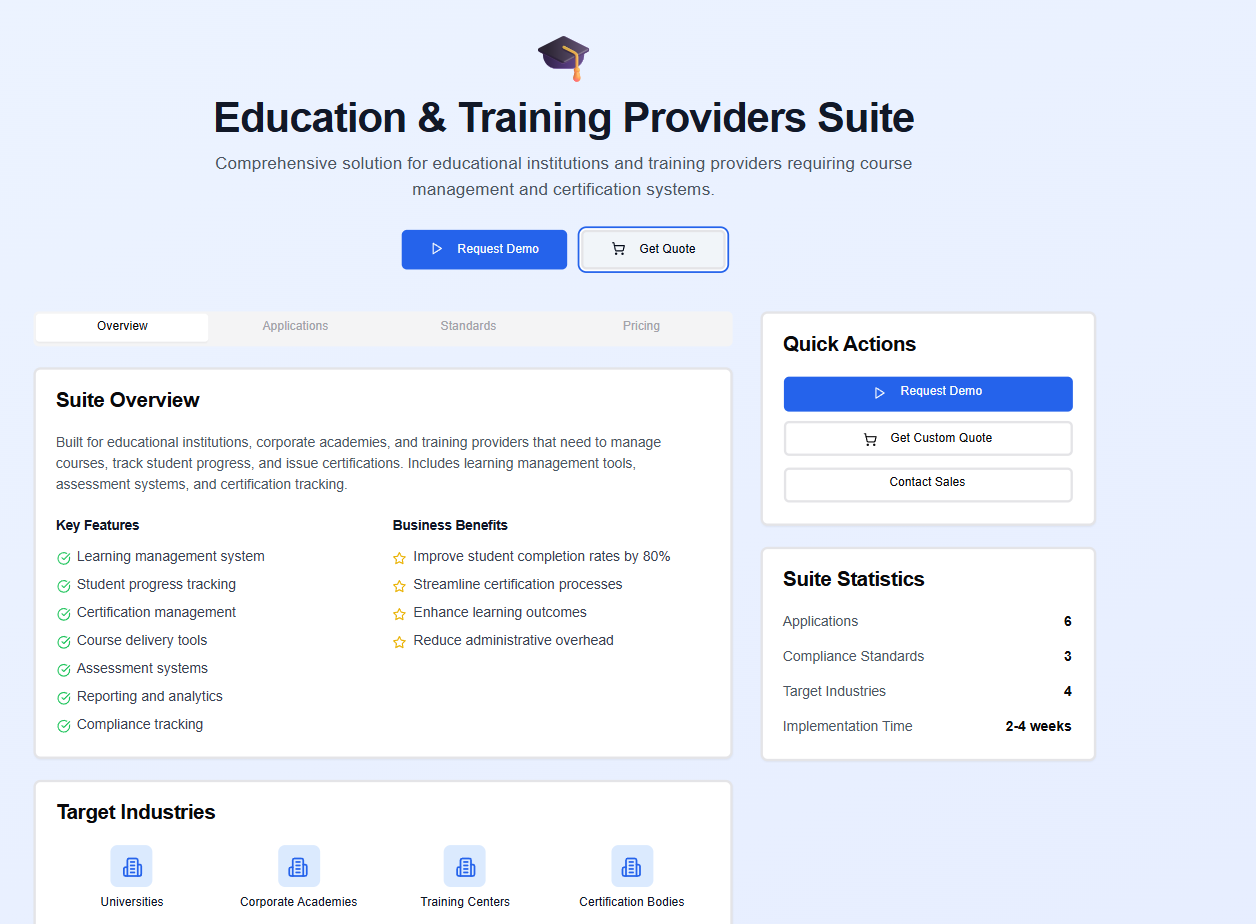 Education & Training Providers Suite
Comprehensive solution for educational institutions and training providers requiring course
management and certification systems.
Request Demo
Get Quote
Overview
Applications
Standards
Pricing
Suite Overview
Built for educational institutions, corporate academies, and training providers that need to manage
courses, track student progress, and issue certifications. Includes learning management tools,
assessment systems, and certification tracking.
Key Features
Learning management system
Student progress tracking
Certification management
Course delivery tools
Assessment systems
Reporting and analytics
Compliance tracking
Business Benefits
Improve student completion rates by 80%
Streamline certification processes
Enhance learning outcomes
Reduce administrative overhead
Target Industries
Universities
Corporate Academies
Training Centers
Certification Bodies
Quick Actions
Request Demo
Get Custom Quote
Contact Sales
Suite Statistics
Applications 6
Compliance Standards 3
Target Industries 4
Implementation Time 2-4 weeks